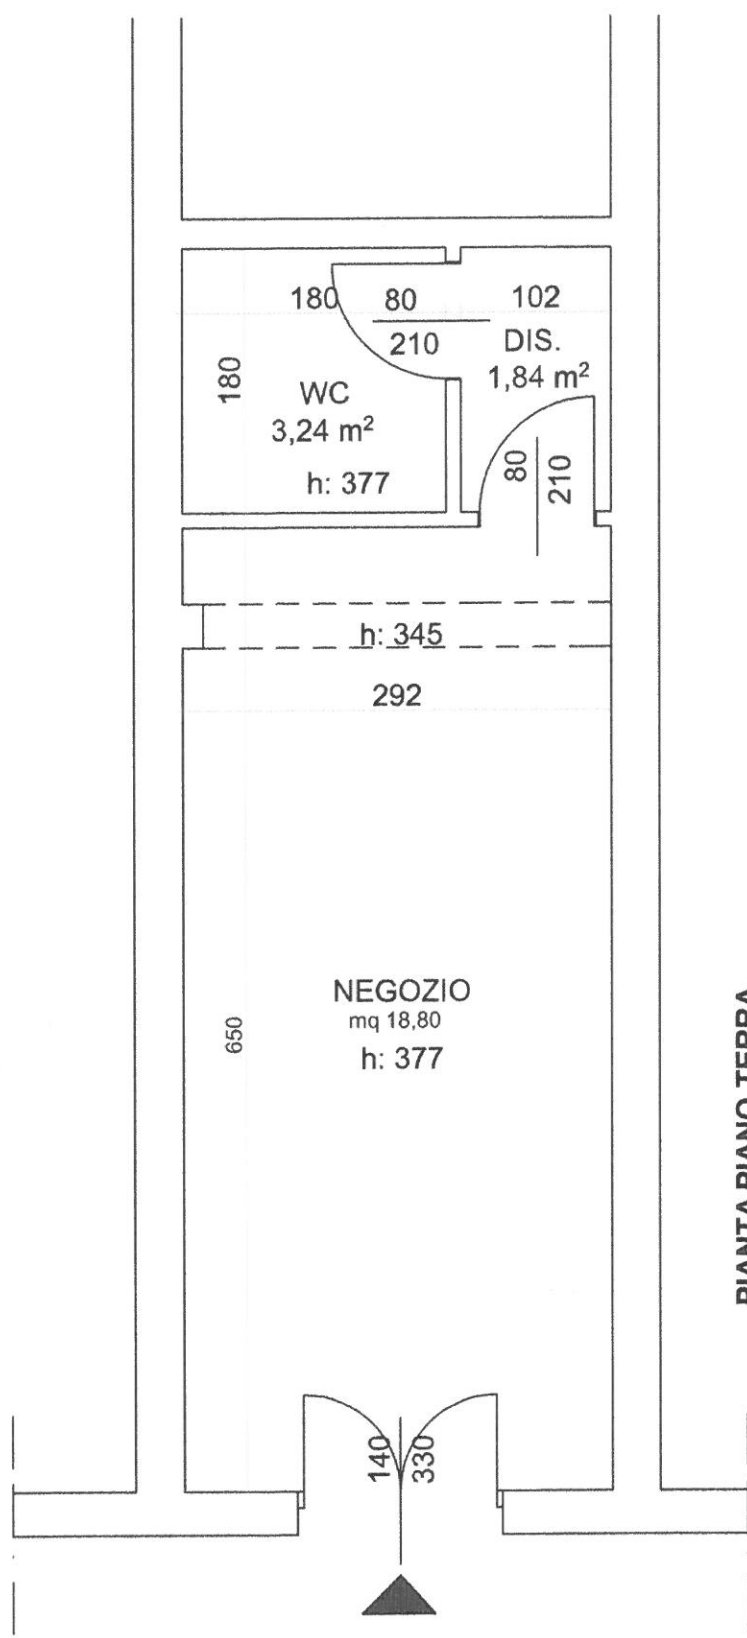 180
80
210
102
DIS.
1,84 m²
180
WC
3,24 m²
h: 377
80
210
h: 345
292
NEGOZIO
mq 18,80
h: 377
650
140
330
PIANTA PIANO TERRA